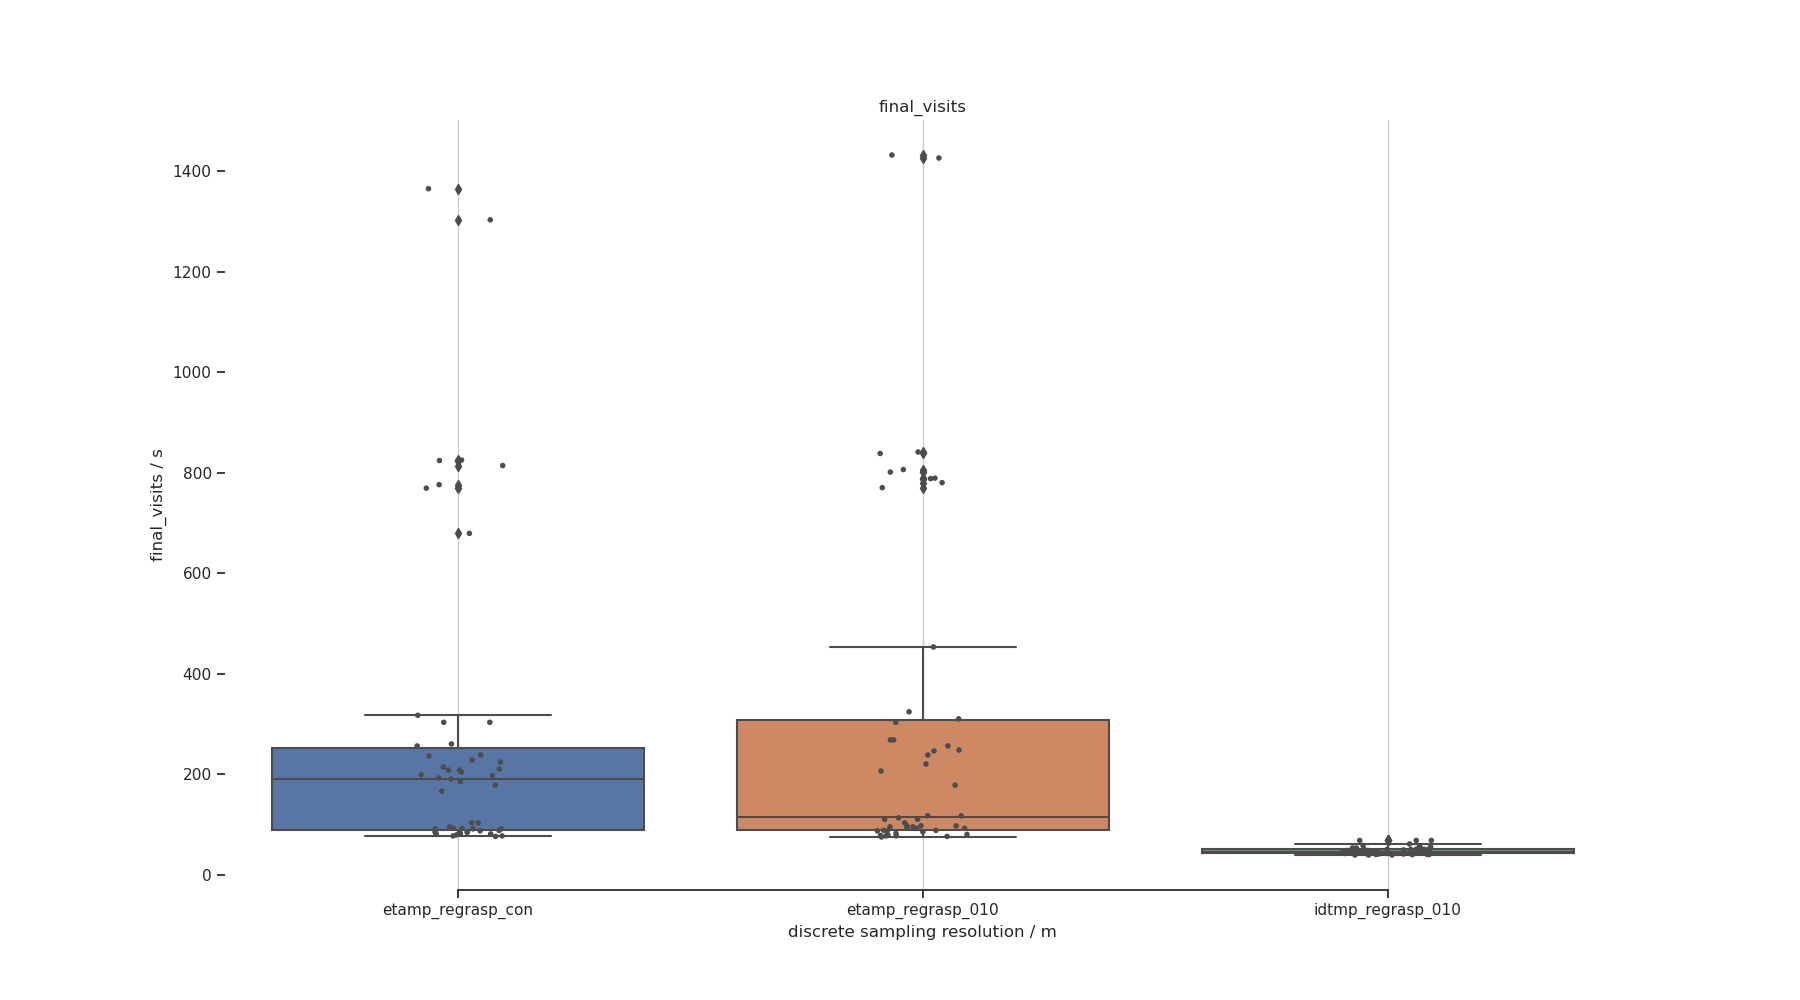 final_visits
1400
1200
1000
800
600
400
200
0
final_visits / s
etamp_regrasp_con
etamp_regrasp_010
idtmp_regrasp_010
discrete sampling resolution / m